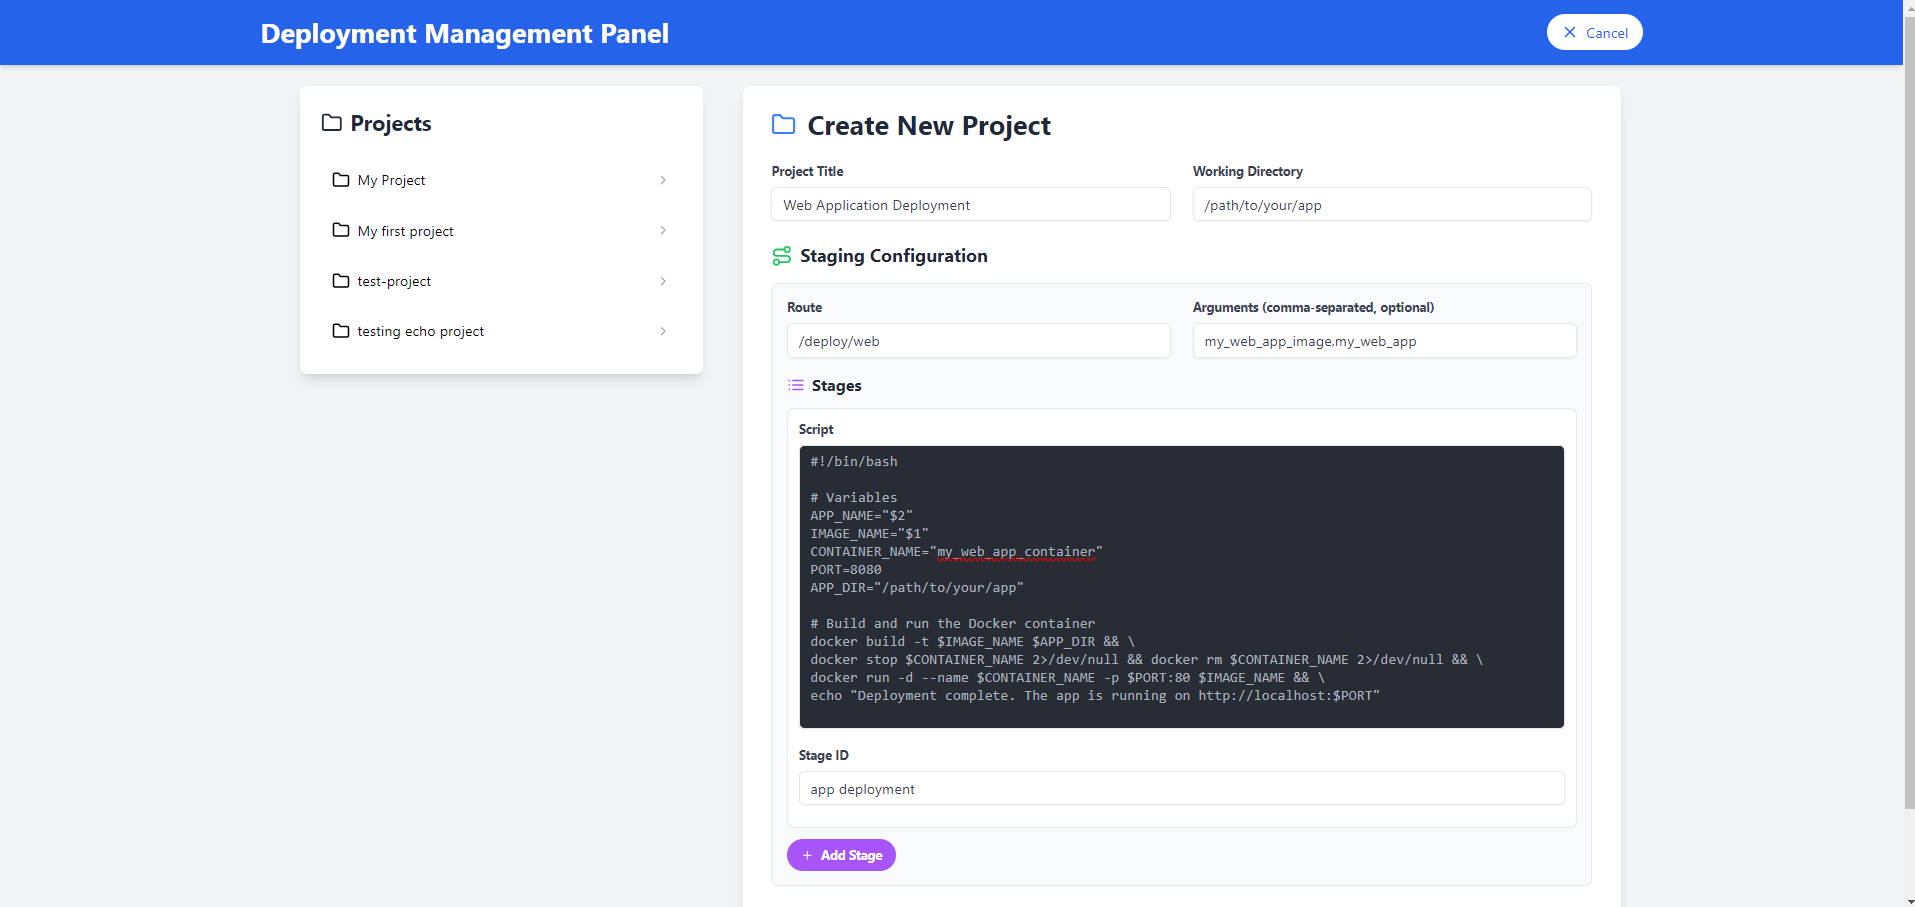 Deployment Management Panel
Cancel
Projects
My Project
My first project
test-project
testing echo project
Create New Project
Project Title
Working Directory
Web Application Deployment
/path/to/your/app
Staging Configuration
Route
Arguments (comma-separated, optional)
/deploy/web
my_web_app_image,my_web_app
Stages
Script
#!/bin/bash
# Variables
APP_NAME="$2"
IMAGE_NAME="$1"
CONTAINER_NAME="my_web_app_container"
PORT=8080
APP_DIR="/path/to/your/app"
# Build and run the Docker container
docker build -t $IMAGE_NAME $APP_DIR && \
docker stop $CONTAINER_NAME 2>/dev/null && docker rm $CONTAINER_NAME 2>/dev/null && \
docker run -d --name $CONTAINER_NAME -p $PORT:80 $IMAGE_NAME && \
echo "Deployment complete. The app is running on http://localhost:$PORT"
Stage ID
app deployment
+ Add Stage